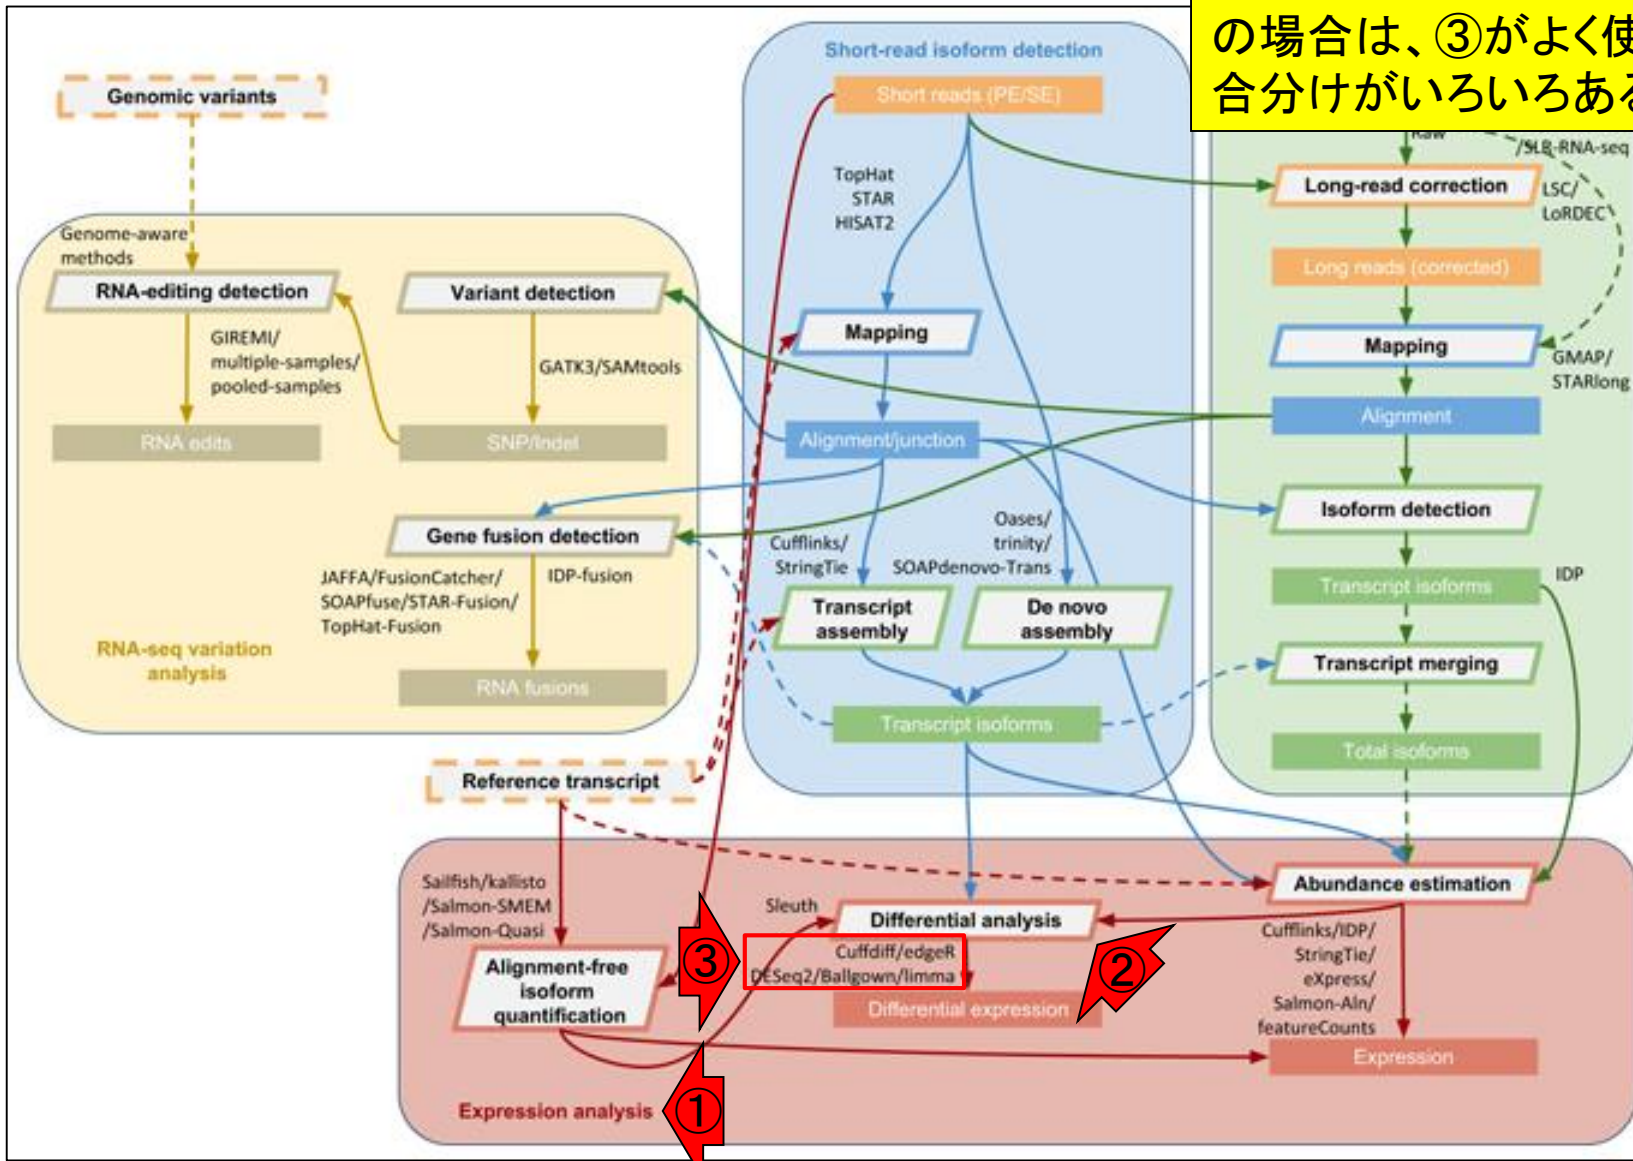 の場合は、③がよく使
合分けがいろいろある
Genomic variants
Genome-aware
methods
RNA-editing detection
GIREMI/
multiple-samples/
pooled-samples
RNA edits
Variant detection
GATK3/SAMtools
SNP/Indel
Gene fusion detection
JAFFA/FusionCatcher/
SOAPfuse/STAR-Fusion/
TopHat-Fusion
IDP-fusion
RNA fusions
RNA-seq variation
analysis
Short-read isoform detection
Short reads (PE/SE)
TopHat
STAR
HISAT2
Mapping
Alignment/junction
Cufflinks/
StringTie
Oases/
trinity/
SOAPdenovo-Trans
Transcript
assembly
De novo
assembly
Transcript isoforms
Raw
/SLR-RNA-seq
Long-read correction
LSC/
LoRDEC
Long reads (corrected)
Mapping
GMAP/
STARlong
Alignment
Isoform detection
Transcript isoforms
IDP
Transcript merging
Total isoforms
Reference transcript
Sailfish/kallisto
/Salmon-SMEM
/Salmon-Quasi
Alignment-free
isoform
quantification
Sleuth
Differential analysis
Cuffdiff/edgeR
DESeq2/Ballgown/limma
Differential expression
Abundance estimation
Cufflinks/IDP/
StringTie/
eXpress/
Salmon-Aln/
featureCounts
Expression
③
②
①
Expression analysis